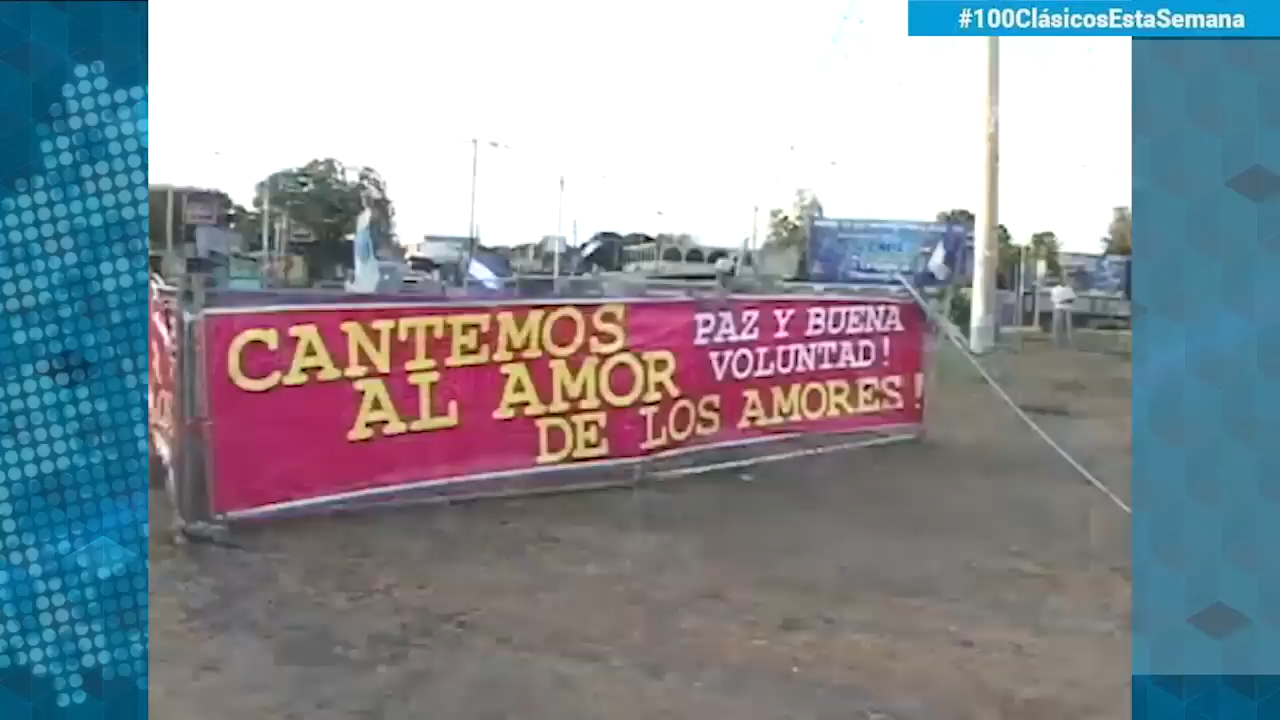 #100ClásicosEstaSemana
CANTEMOS
AL AMOR
DE LOS AMORES !
PAZ Y BUENA
VOLUNTAD !